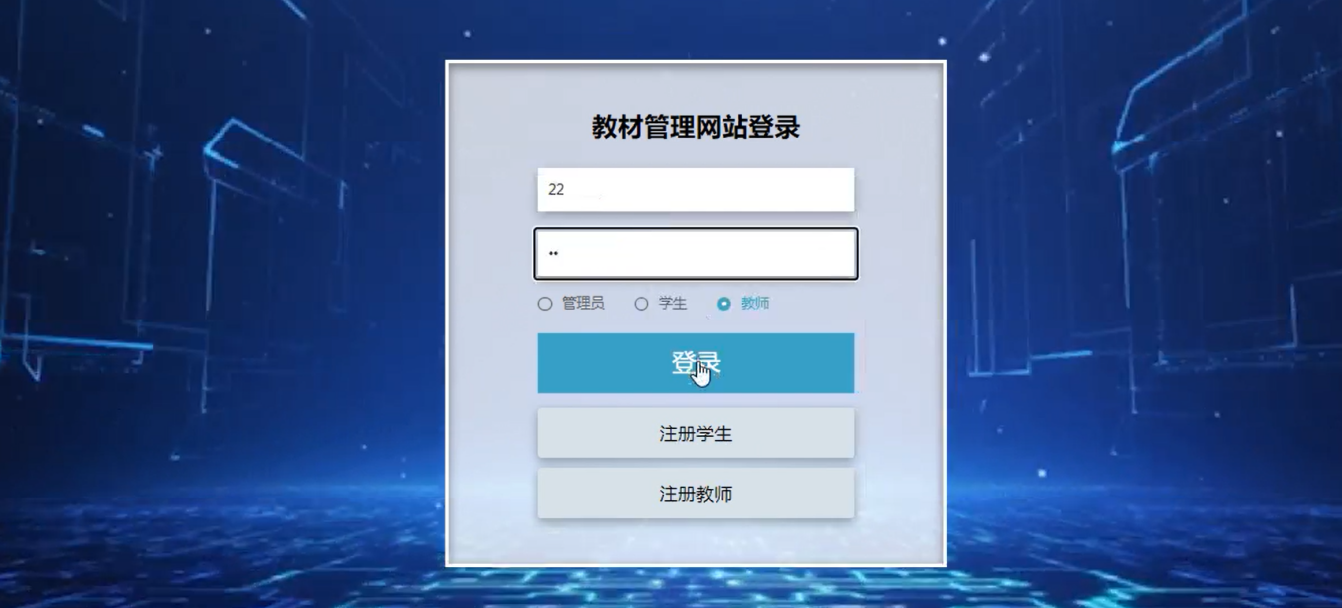 教材管理网站登录
22
••
管理员 学生 教师
登录
注册学生
注册教师